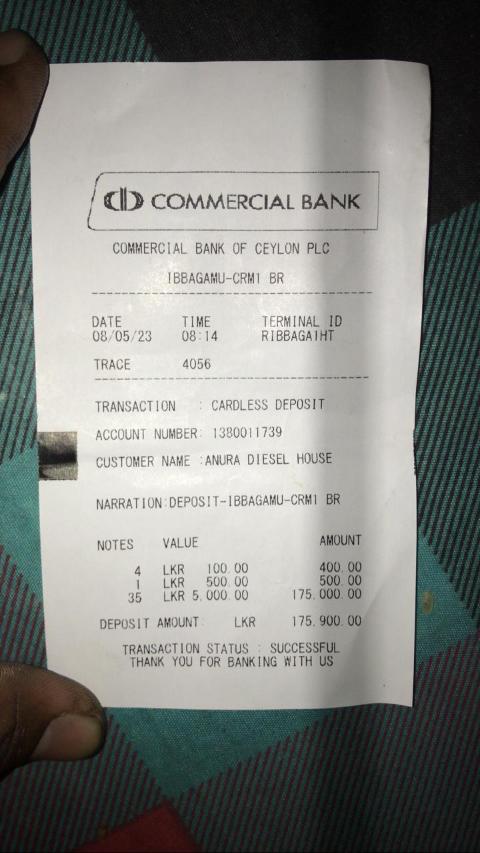 COMMERCIAL BANK
COMMERCIAL BANK OF CEYLON PLC
IBBAGAMU-CRM1 BR
DATE TIME TERMINAL ID
08/05/23 08:14 RIBBAGA1HT
TRACE 4056
TRANSACTION : CARDLESS DEPOSIT
ACCOUNT NUMBER: 1380011739
CUSTOMER NAME :ANURA DIESEL HOUSE
NARRATION:DEPOSIT-IBBAGAMU-CRM1 BR
NOTES VALUE AMOUNT
4 LKR 100.00 400.00
1 LKR 500.00 500.00
35 LKR 5,000.00 175,000.00
DEPOSIT AMOUNT: LKR 175,900.00
TRANSACTION STATUS : SUCCESSFUL
THANK YOU FOR BANKING WITH US